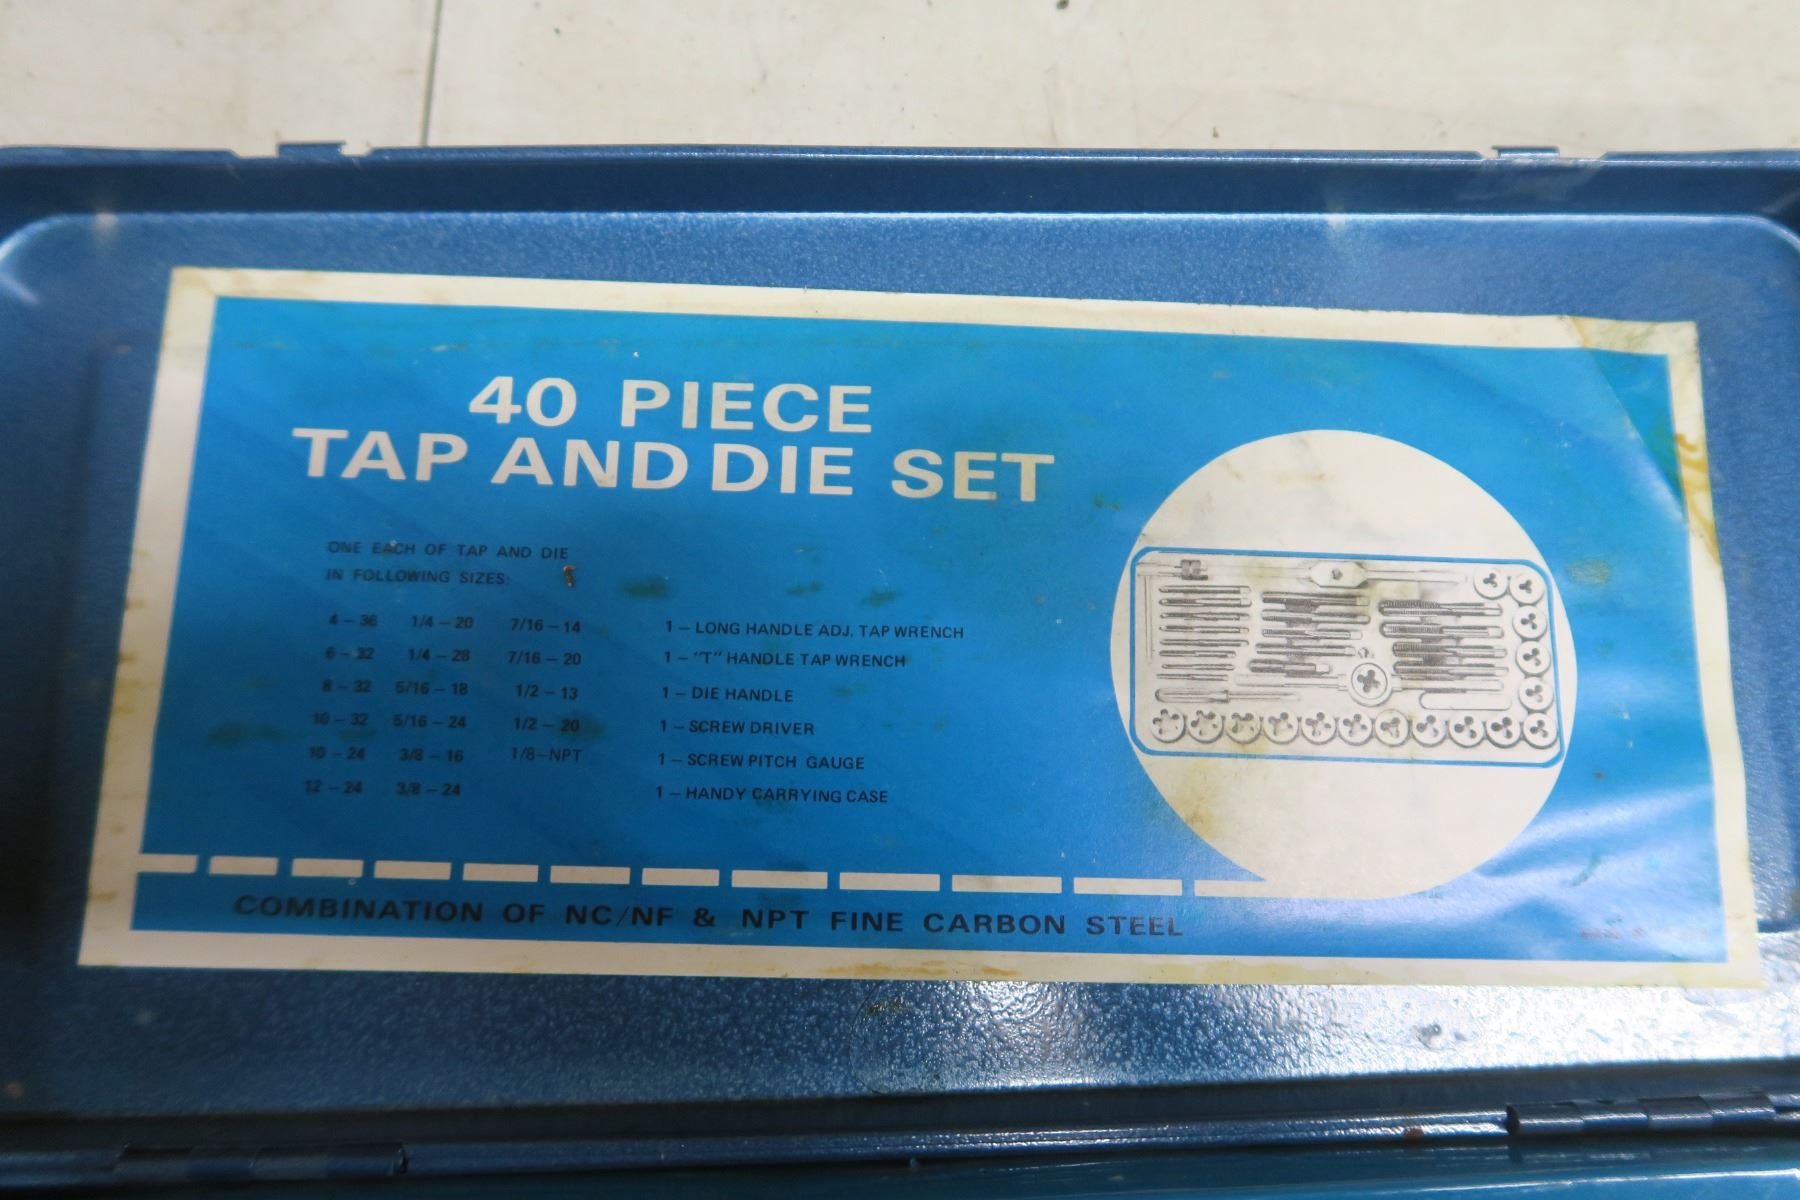 40 PIECE
TAP AND DIE SET
ONE EACH OF TAP AND DIE
IN FOLLOWING SIZES:
4 – 36 1/4 – 20 7/16 – 14
6 – 32 1/4 – 28 7/16 – 20
8 – 32 5/16 – 18 1/2 – 13
10 – 32 5/16 – 24 1/2 – 20
10 – 24 3/8 – 16 1/8–NPT
12 – 24 3/8 – 24
1 – LONG HANDLE ADJ. TAP WRENCH
1 – "T" HANDLE TAP WRENCH
1 – DIE HANDLE
1 – SCREW DRIVER
1 – SCREW PITCH GAUGE
1 – HANDY CARRYING CASE
COMBINATION OF NC/NF & NPT FINE CARBON STEEL